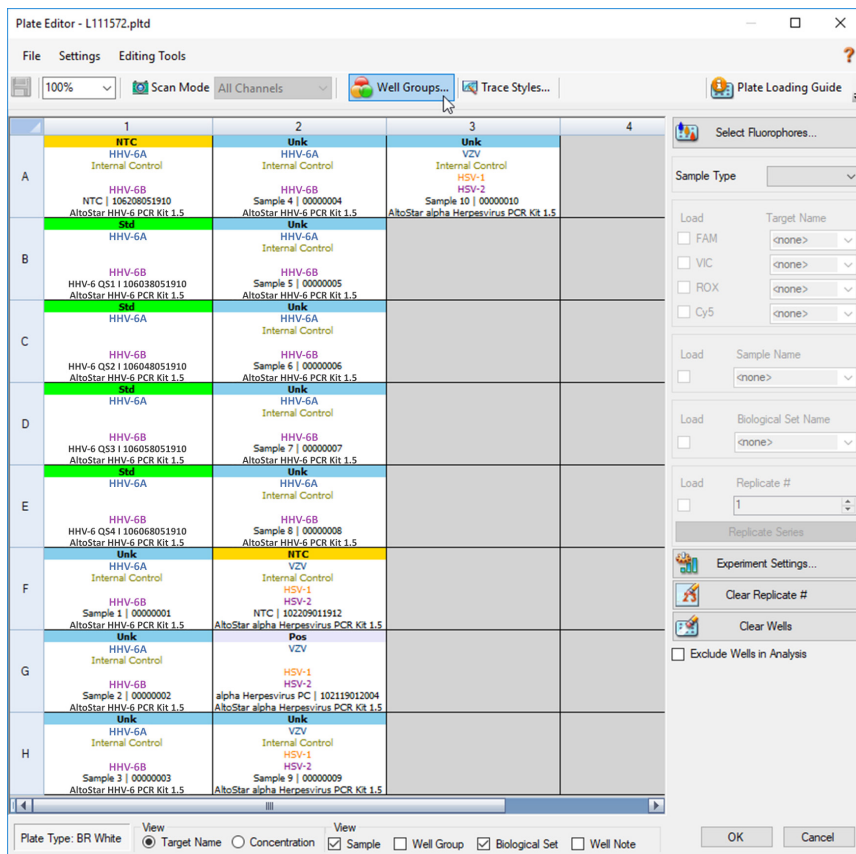 Plate Editor - L111572.pltd
File Settings Editing Tools ?
100% Scan Mode All Channels Well Groups... Trace Styles... Plate Loading Guide
1 2 3 4
A
NTC
HHV-6A
Internal Control
HHV-6B
NTC | 106208051910
AltoStar HHV-6 PCR Kit 1.5
Unk
HHV-6A
Internal Control
HHV-6B
Sample 4 | 00000004
AltoStar HHV-6 PCR Kit 1.5
Unk
VZV
Internal Control
HSV-1
HSV-2
Sample 10 | 00000010
AltoStar alpha Herpesvirus PCR Kit 1.5
B
Std
HHV-6A
HHV-6B
HHV-6 QS1 I 106038051910
AltoStar HHV-6 PCR Kit 1.5
Unk
HHV-6A
Internal Control
HHV-6B
Sample 5 | 00000005
AltoStar HHV-6 PCR Kit 1.5
C
Std
HHV-6A
HHV-6B
HHV-6 QS2 I 106048051910
AltoStar HHV-6 PCR Kit 1.5
Unk
HHV-6A
Internal Control
HHV-6B
Sample 6 | 00000006
AltoStar HHV-6 PCR Kit 1.5
D
Std
HHV-6A
HHV-6B
HHV-6 QS3 I 106058051910
AltoStar HHV-6 PCR Kit 1.5
Unk
HHV-6A
Internal Control
HHV-6B
Sample 7 | 00000007
AltoStar HHV-6 PCR Kit 1.5
E
Std
HHV-6A
HHV-6B
HHV-6 QS4 I 106068051910
AltoStar HHV-6 PCR Kit 1.5
Unk
HHV-6A
Internal Control
HHV-6B
Sample 8 | 00000008
AltoStar HHV-6 PCR Kit 1.5
F
Unk
HHV-6A
Internal Control
HHV-6B
Sample 1 | 00000001
AltoStar HHV-6 PCR Kit 1.5
NTC
VZV
Internal Control
HSV-1
HSV-2
NTC | 102209011912
AltoStar alpha Herpesvirus PCR Kit 1.5
G
Unk
HHV-6A
Internal Control
HHV-6B
Sample 2 | 00000002
AltoStar HHV-6 PCR Kit 1.5
Pos
VZV
HSV-1
HSV-2
alpha Herpesvirus PC | 102119012004
AltoStar alpha Herpesvirus PCR Kit 1.5
H
Unk
HHV-6A
Internal Control
HHV-6B
Sample 3 | 00000003
AltoStar HHV-6 PCR Kit 1.5
Unk
VZV
Internal Control
HSV-1
HSV-2
Sample 9 | 00000009
AltoStar alpha Herpesvirus PCR Kit 1.5
Select Fluorophores...
Sample Type
Load Target Name
FAM <none>
VIC <none>
ROX <none>
Cy5 <none>
Load Sample Name
<none>
Load Biological Set Name
<none>
Load Replicate #
1
Replicate Series
Experiment Settings...
Clear Replicate #
Clear Wells
Exclude Wells in Analysis
Plate Type: BR White
View
Target Name Concentration
View
Sample Well Group Biological Set Well Note
OK Cancel